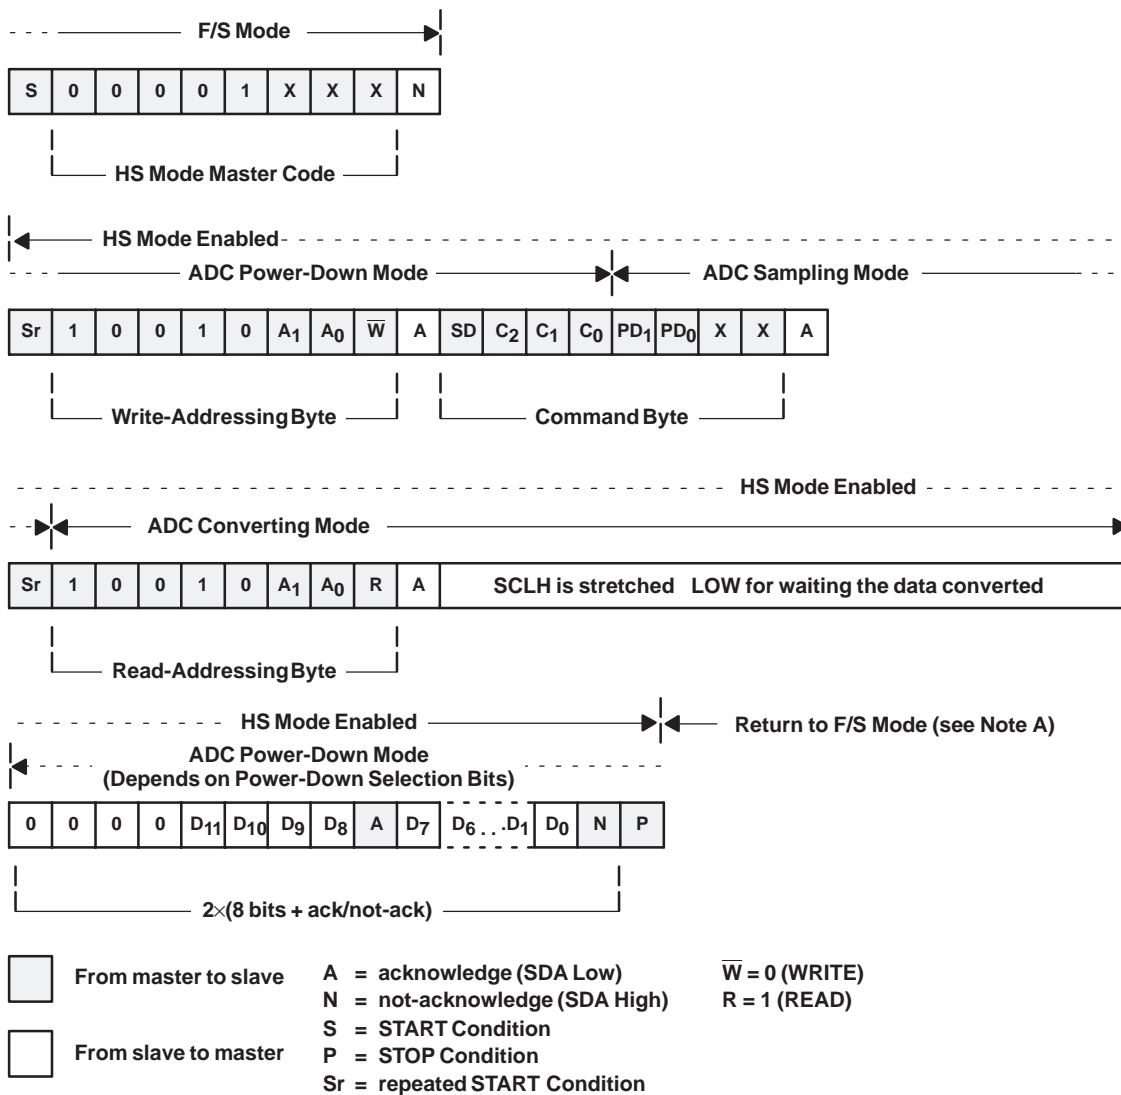 F/S Mode
S 0 0 0 0 1 X X X N
HS Mode Master Code
HS Mode Enabled
ADC Power-Down Mode ADC Sampling Mode
Sr 1 0 0 1 0 A1 A0 W̅ A SD C2 C1 C0 PD1 PD0 X X A
Write-Addressing Byte Command Byte
HS Mode Enabled
ADC Converting Mode
Sr 1 0 0 1 0 A1 A0 R A SCLH is stretched LOW for waiting the data converted
Read-Addressing Byte
HS Mode Enabled Return to F/S Mode (see Note A)
ADC Power-Down Mode
(Depends on Power-Down Selection Bits)
0 0 0 0 D11 D10 D9 D8 A D7 D6 . . .D1 D0 N P
2×(8 bits + ack/not-ack)
From master to slave A = acknowledge (SDA Low) W̅ = 0 (WRITE)
N = not-acknowledge (SDA High) R = 1 (READ)
S = START Condition
From slave to master P = STOP Condition
Sr = repeated START Condition